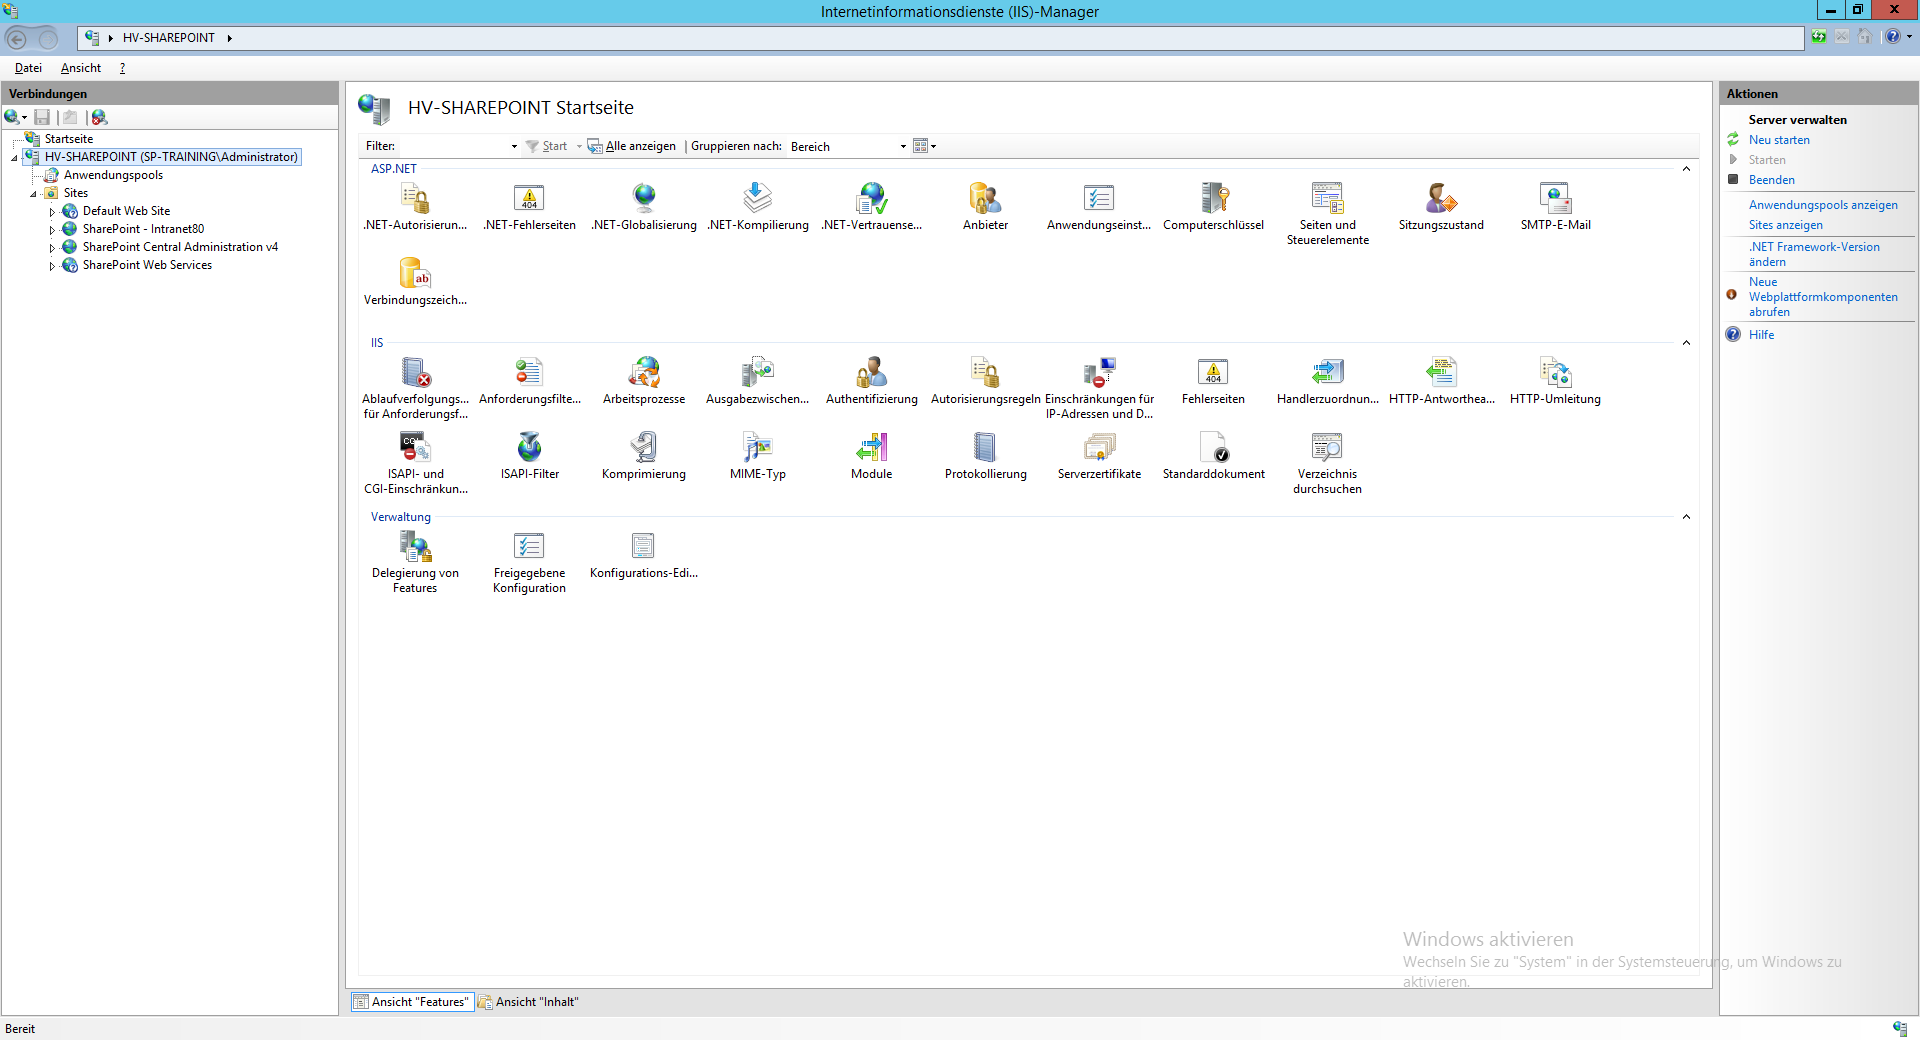 Internetinformationsdienste (IIS)-Manager
HV-SHAREPOINT
Datei Ansicht ?
Verbindungen
Startseite
HV-SHAREPOINT (SP-TRAINING\Administrator)
Anwendungspools
Sites
Default Web Site
SharePoint - Intranet80
SharePoint Central Administration v4
SharePoint Web Services
HV-SHAREPOINT Startseite
Filter: Start Alle anzeigen Gruppieren nach: Bereich
ASP.NET
.NET-Autorisierun...
.NET-Fehlerseiten
.NET-Globalisierung
.NET-Kompilierung
.NET-Vertrauense...
Anbieter
Anwendungseinst...
Computerschlüssel
Seiten und
Steuerelemente
Sitzungszustand
SMTP-E-Mail
Verbindungszeich...
IIS
Ablaufverfolgungs...
für Anforderungsf...
Anforderungsfilte...
Arbeitsprozesse
Ausgabezwischen...
Authentifizierung
Autorisierungsregeln
Einschränkungen für
IP-Adressen und D...
Fehlerseiten
Handlerzuordnun...
HTTP-Antworthea...
HTTP-Umleitung
ISAPI- und
CGI-Einschränkun...
ISAPI-Filter
Komprimierung
MIME-Typ
Module
Protokollierung
Serverzertifikate
Standarddokument
Verzeichnis
durchsuchen
Verwaltung
Delegierung von
Features
Freigegebene
Konfiguration
Konfigurations-Edi...
Aktionen
Server verwalten
Neu starten
Starten
Beenden
Anwendungspools anzeigen
Sites anzeigen
.NET Framework-Version
ändern
Neue
Webplattformkomponenten
abrufen
Hilfe
Windows aktivieren
Wechseln Sie zu "System" in der Systemsteuerung, um Windows zu
aktivieren.
Ansicht "Features" Ansicht "Inhalt"
Bereit